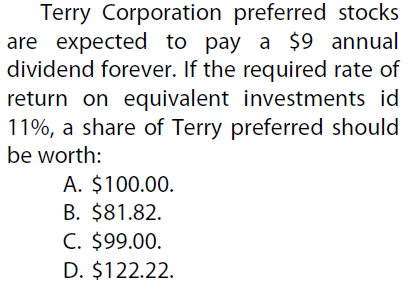 Terry Corporation preferred stocks
are expected to pay a $9 annual
dividend forever. If the required rate of
return on equivalent investments id
11%, a share of Terry preferred should
be worth:
A. $100.00.
B. $81.82.
C. $99.00.
D. $122.22.